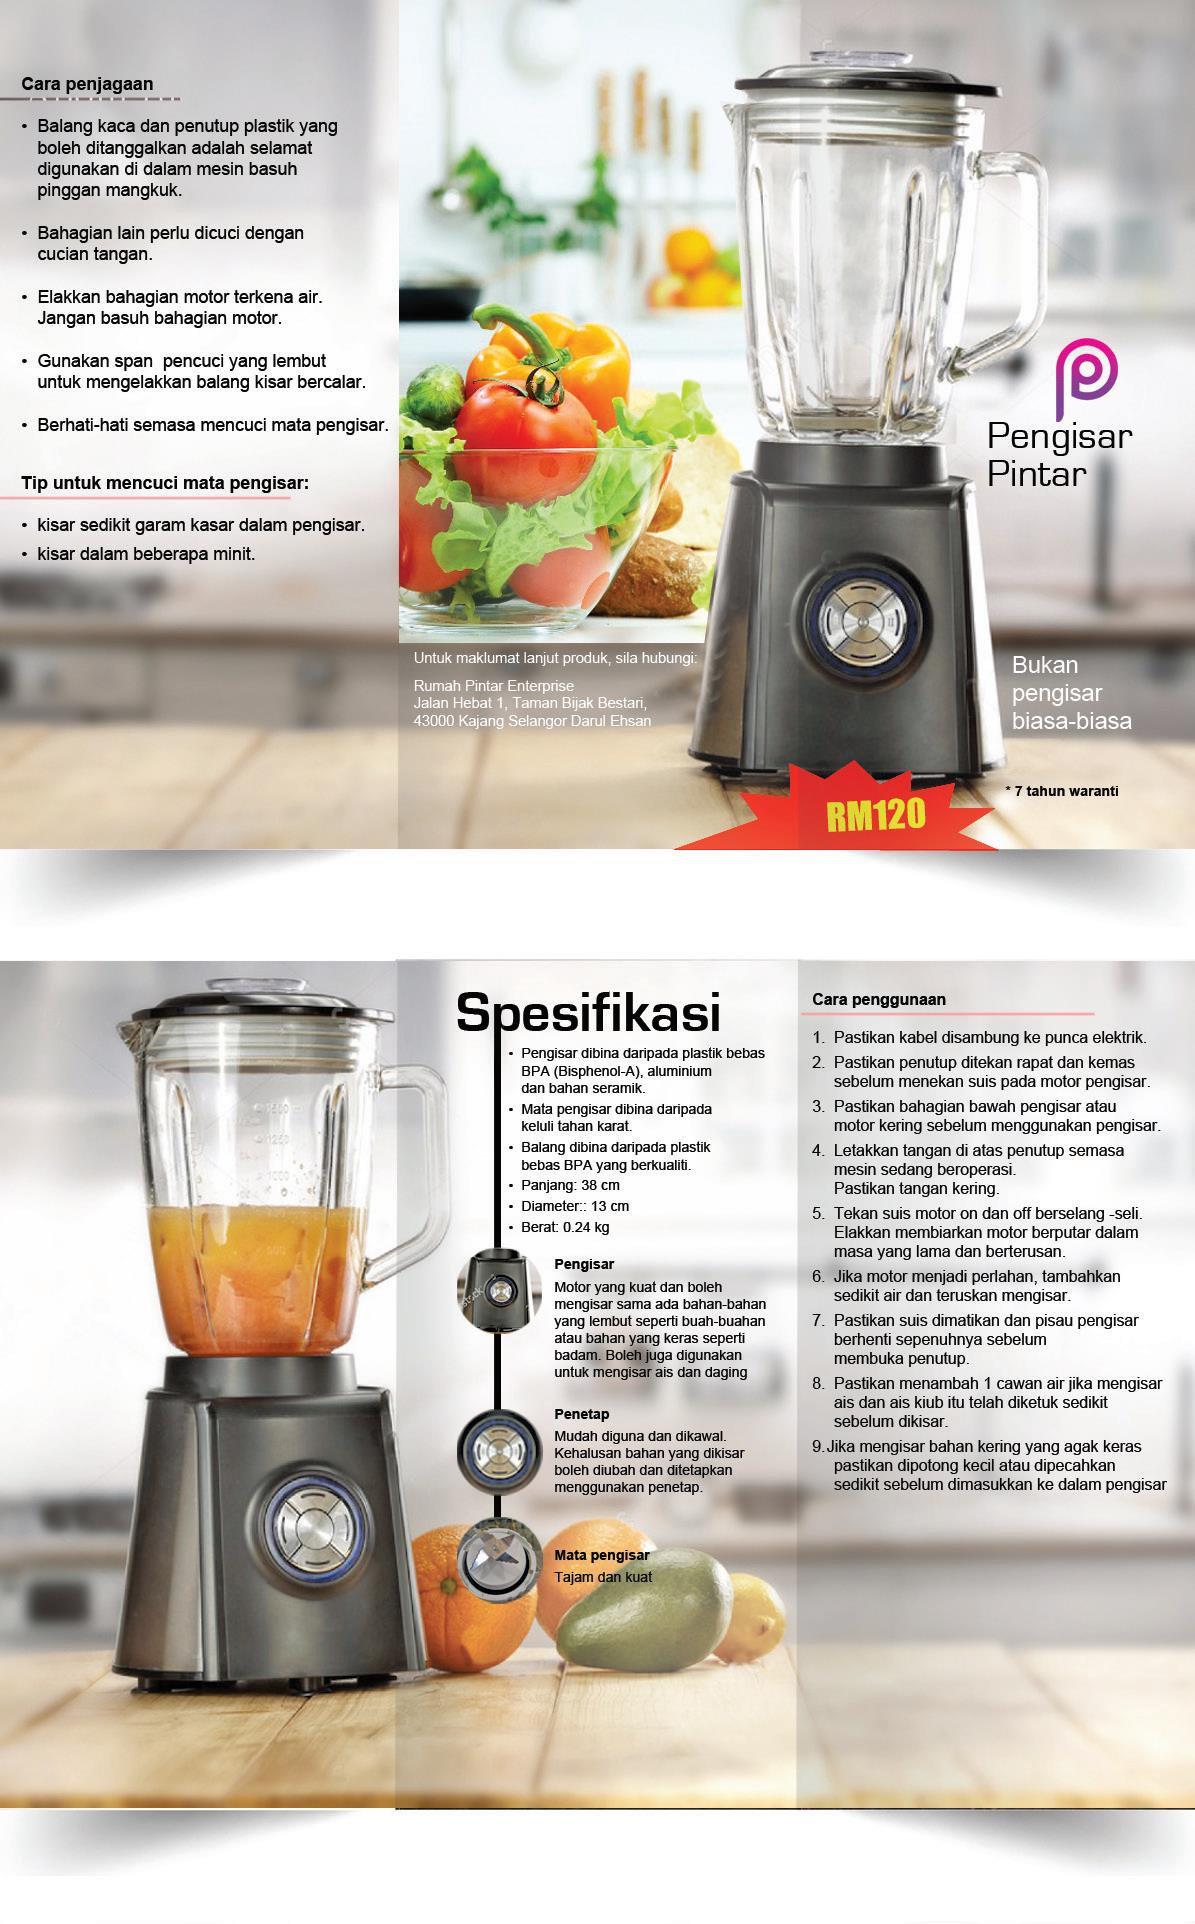 Cara penjagaan
• Balang kaca dan penutup plastik yang
boleh ditanggalkan adalah selamat
digunakan di dalam mesin basuh
pinggan mangkuk.
• Bahagian lain perlu dicuci dengan
cucian tangan.
• Elakkan bahagian motor terkena air.
Jangan basuh bahagian motor.
• Gunakan span  pencuci yang lembut
untuk mengelakkan balang kisar bercalar.
• Berhati-hati semasa mencuci mata pengisar.
Tip untuk mencuci mata pengisar:
• kisar sedikit garam kasar dalam pengisar.
• kisar dalam beberapa minit.
Untuk maklumat lanjut produk, sila hubungi:
Rumah Pintar Enterprise
Jalan Hebat 1, Taman Bijak Bestari,
43000 Kajang Selangor Darul Ehsan
Pengisar
Pintar
Bukan
pengisar
biasa-biasa
* 7 tahun waranti
RM120
1250
1000
Spesifikasi
• Pengisar dibina daripada plastik bebas
BPA (Bisphenol-A), aluminium
dan bahan seramik.
• Mata pengisar dibina daripada
keluli tahan karat.
• Balang dibina daripada plastik
bebas BPA yang berkualiti.
• Panjang: 38 cm
• Diameter:: 13 cm
• Berat: 0.24 kg
Pengisar
Motor yang kuat dan boleh
mengisar sama ada bahan-bahan
yang lembut seperti buah-buahan
atau bahan yang keras seperti
badam. Boleh juga digunakan
untuk mengisar ais dan daging
Penetap
Mudah diguna dan dikawal.
Kehalusan bahan yang dikisar
boleh diubah dan ditetapkan
menggunakan penetap.
Mata pengisar
Tajam dan kuat
Cara penggunaan
1. Pastikan kabel disambung ke punca elektrik.
2. Pastikan penutup ditekan rapat dan kemas
sebelum menekan suis pada motor pengisar.
3. Pastikan bahagian bawah pengisar atau
motor kering sebelum menggunakan pengisar.
4. Letakkan tangan di atas penutup semasa
mesin sedang beroperasi.
Pastikan tangan kering.
5. Tekan suis motor on dan off berselang -seli.
Elakkan membiarkan motor berputar dalam
masa yang lama dan berterusan.
6. Jika motor menjadi perlahan, tambahkan
sedikit air dan teruskan mengisar.
7. Pastikan suis dimatikan dan pisau pengisar
berhenti sepenuhnya sebelum
membuka penutup.
8. Pastikan menambah 1 cawan air jika mengisar
ais dan ais kiub itu telah diketuk sedikit
sebelum dikisar.
9.Jika mengisar bahan kering yang agak keras
pastikan dipotong kecil atau dipecahkan
sedikit sebelum dimasukkan ke dalam pengisar